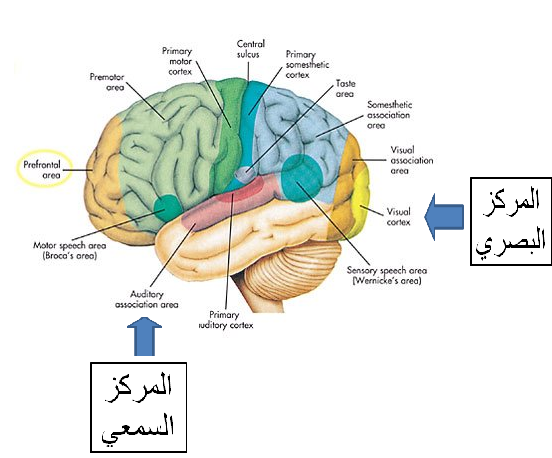 Central
sulcus
Primary
motor
cortex
Primary
somesthetic
cortex
Premotor
area
Taste
area
Somesthetic
association
area
Prefrontal
area
Visual
association
area
Visual
cortex
المركز
البصري
Motor speech area
(Broca's area)
Sensory speech area
(Wernicke's area)
Auditory
association area
Primary
uditory cortex
المركز
السمعي